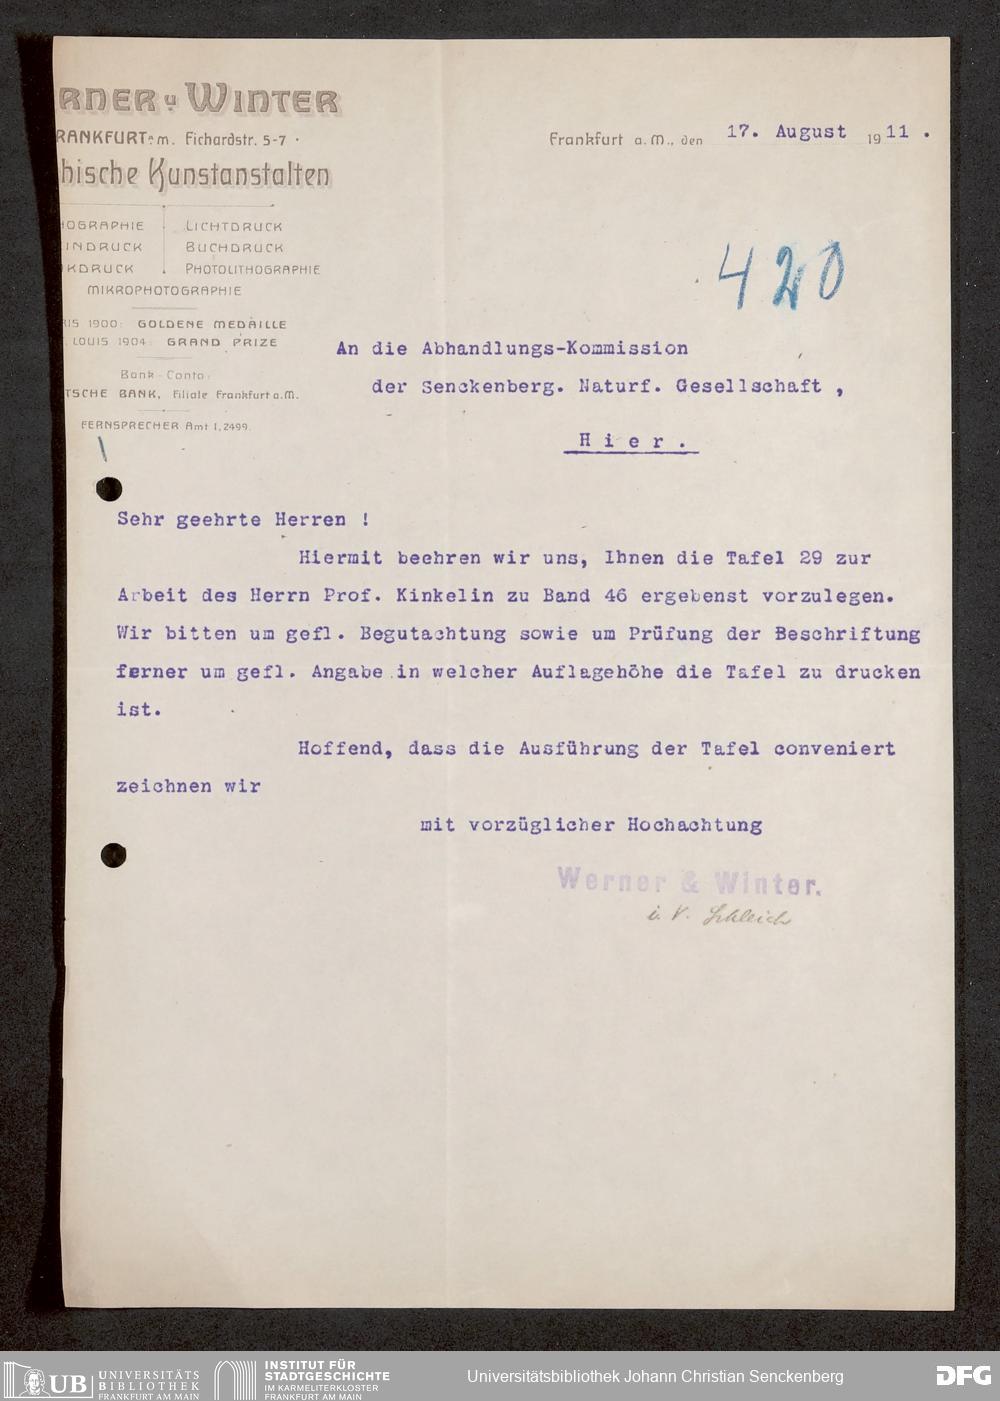 RNER u WINTER
RANKFURT a.m. Fichardstr. 5-7 ·
hische Kunstanstalten
OGRAPHIE LICHTDRUCK
INDRUCK BUCHDRUCK
KDRUCK PHOTOLITHOGRAPHIE
MIKROPHOTOGRAPHIE
IS 1900: GOLDENE MEDAILLE
LOUIS 1904: GRAND PRIZE
Bank-Conto:
TSCHE BANK, Filiale Frankfurt a.M.
FERNSPRECHER Amt I, 2499.
Frankfurt a. M., den 17. August 1911 .
420
An die Abhandlungs-Kommission
der Senckenberg. Naturf. Gesellschaft ,
Hier.
Sehr geehrte Herren !
Hiermit beehren wir uns, Ihnen die Tafel 29 zur
Arbeit des Herrn Prof. Kinkelin zu Band 46 ergebenst vorzulegen.
Wir bitten um gefl. Begutachtung sowie um Prüfung der Beschriftung
ferner um gefl. Angabe in welcher Auflagehöhe die Tafel zu drucken
ist.
Hoffend, dass die Ausführung der Tafel conveniert
zeichnen wir
mit vorzüglicher Hochachtung
Werner & Winter.
i. V. Schleich
UB UNIVERSITÄTS
BIBLIOTHEK
FRANKFURT AM MAIN
INSTITUT FÜR
STADTGESCHICHTE
IM KARMELITERKLOSTER
FRANKFURT AM MAIN
Universitätsbibliothek Johann Christian Senckenberg
DFG